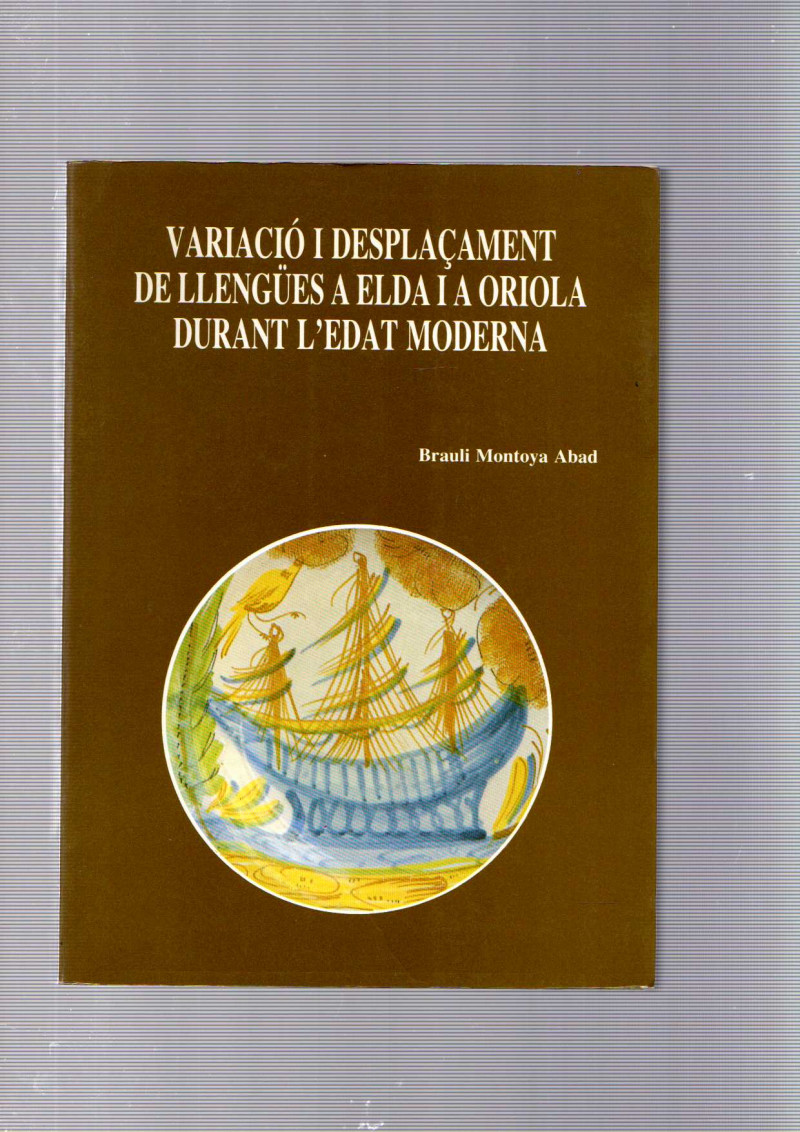 VARIACIÓ I DESPLAÇAMENT
DE LLENGÜES A ELDA I A ORIOLA
DURANT L'EDAT MODERNA
Brauli Montoya Abad